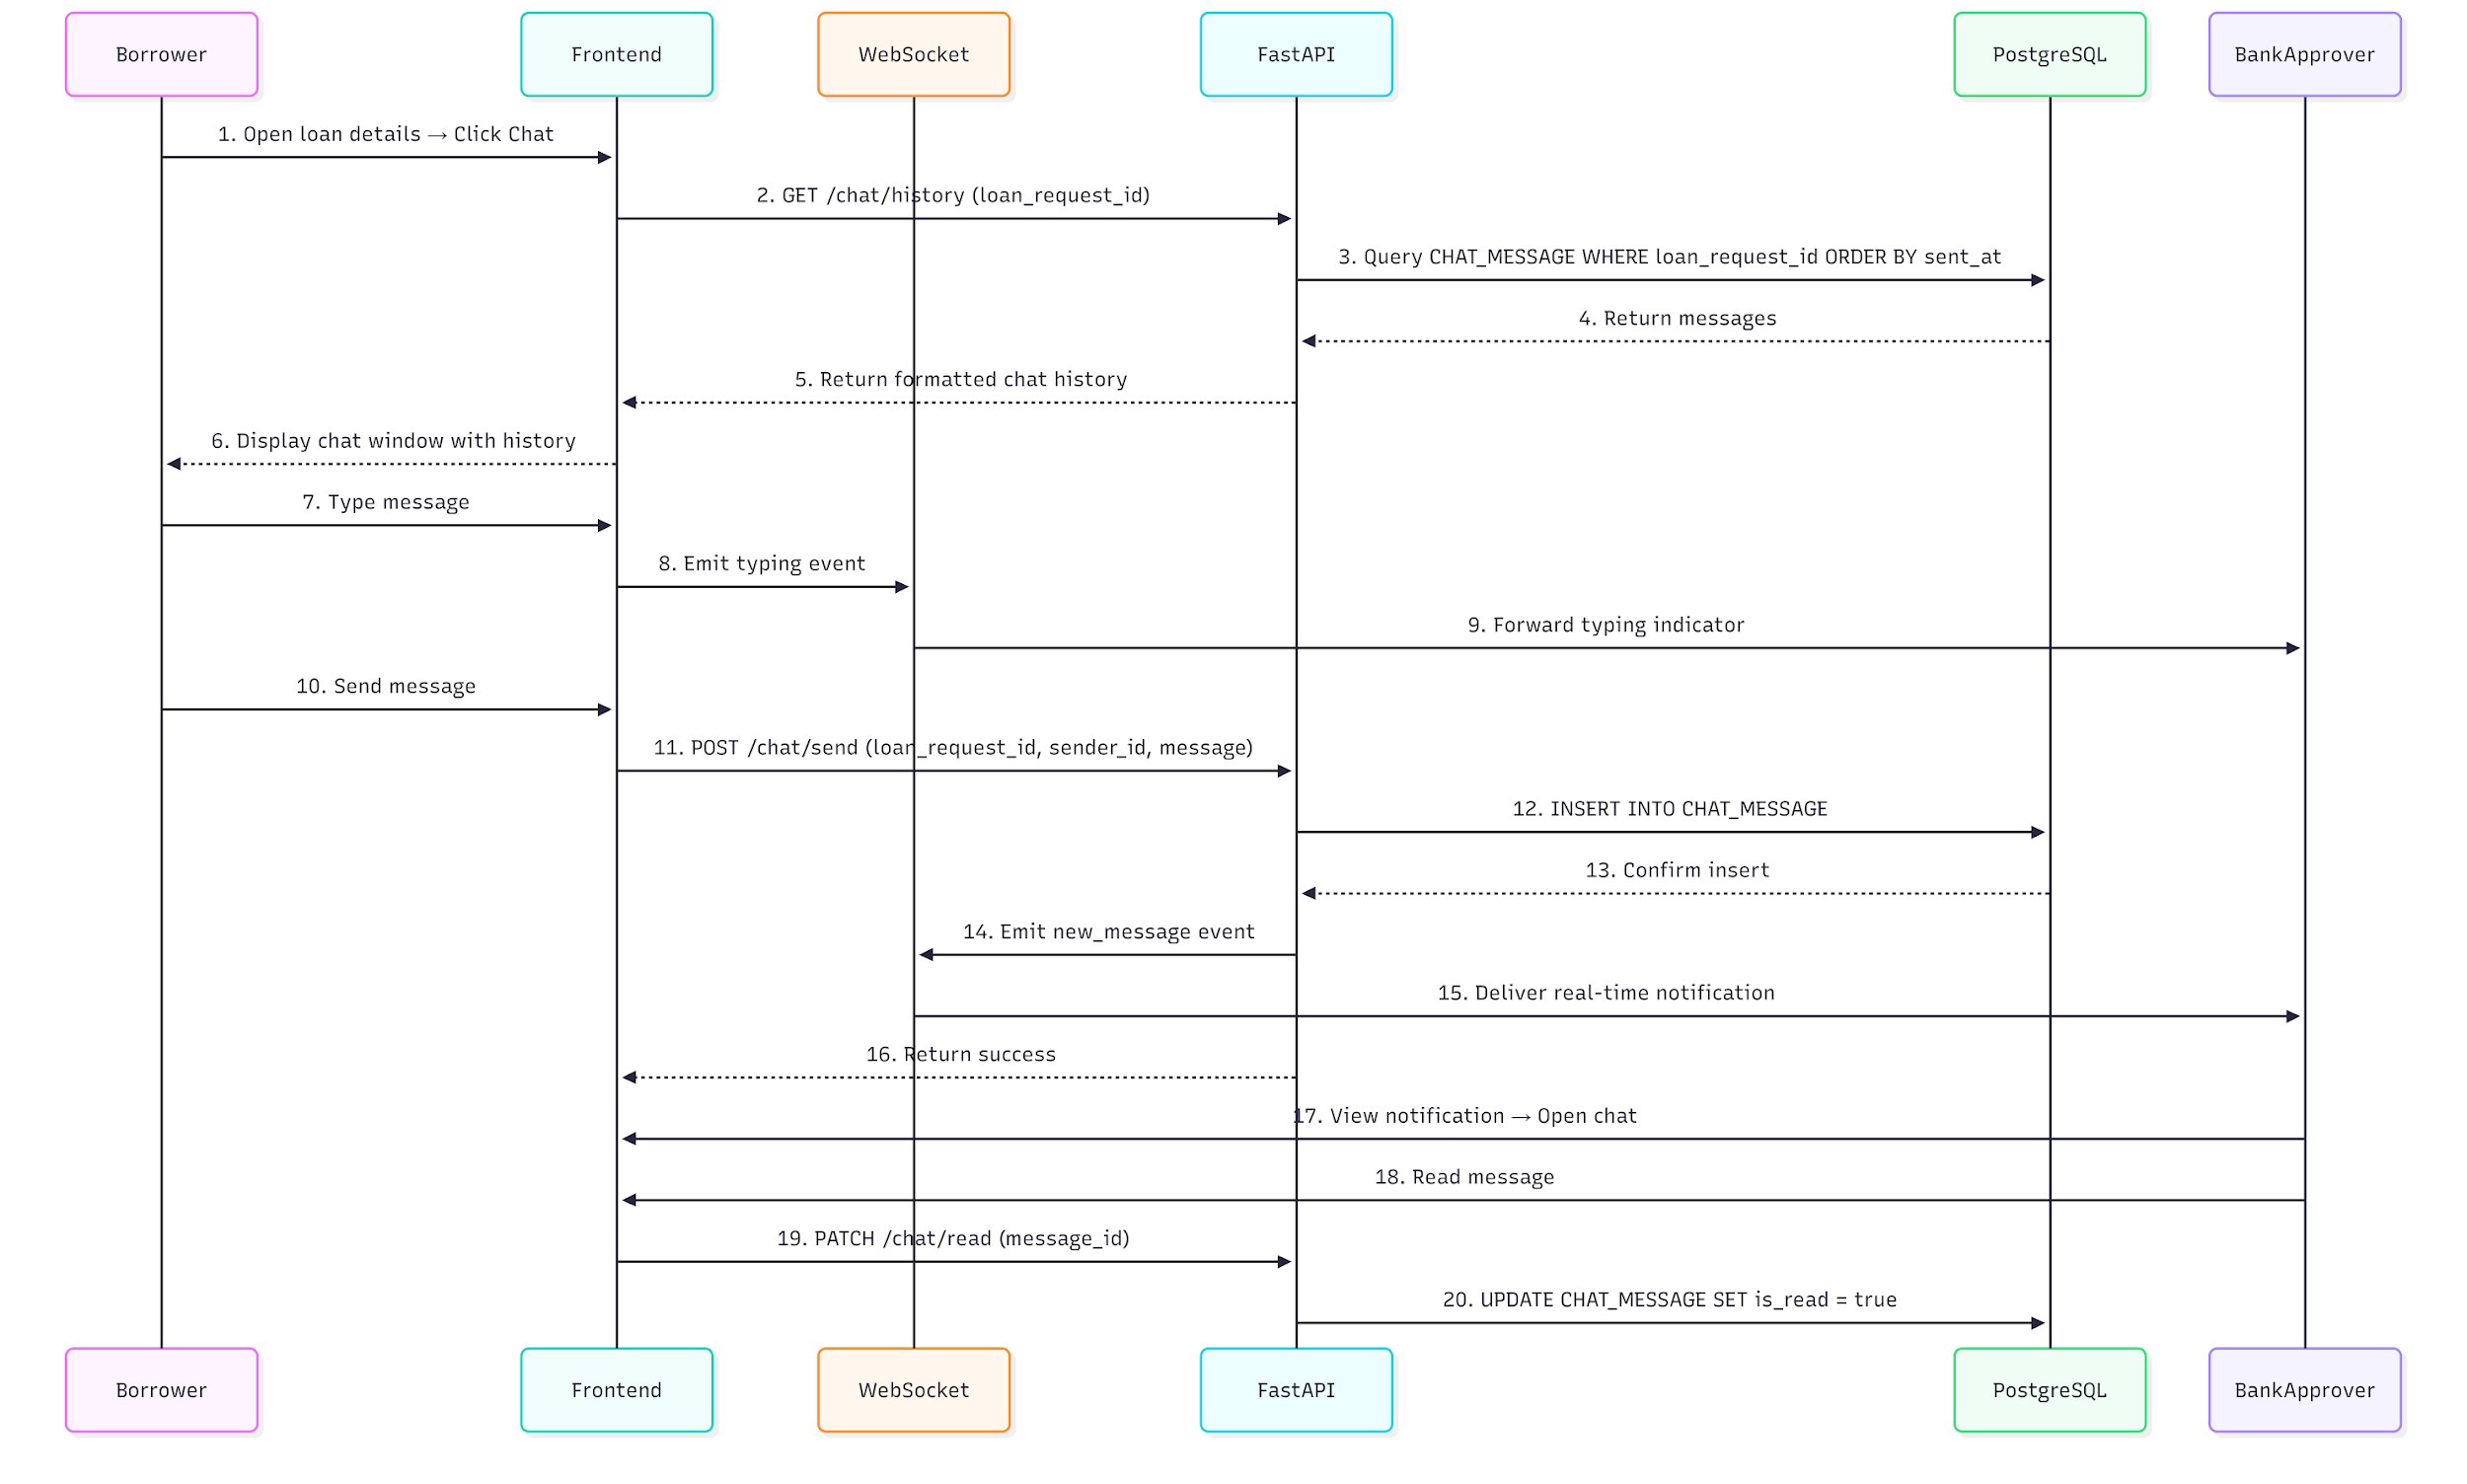 Borrower
Frontend
WebSocket
FastAPI
PostgreSQL
BankApprover
1. Open loan details → Click Chat
2. GET /chat/history (loan_request_id)
3. Query CHAT_MESSAGE WHERE loan_request_id ORDER BY sent_at
4. Return messages
5. Return formatted chat history
6. Display chat window with history
7. Type message
8. Emit typing event
9. Forward typing indicator
10. Send message
11. POST /chat/send (loan_request_id, sender_id, message)
12. INSERT INTO CHAT_MESSAGE
13. Confirm insert
14. Emit new_message event
15. Deliver real-time notification
16. Return success
17. View notification → Open chat
18. Read message
19. PATCH /chat/read (message_id)
20. UPDATE CHAT_MESSAGE SET is_read = true
Borrower
Frontend
WebSocket
FastAPI
PostgreSQL
BankApprover